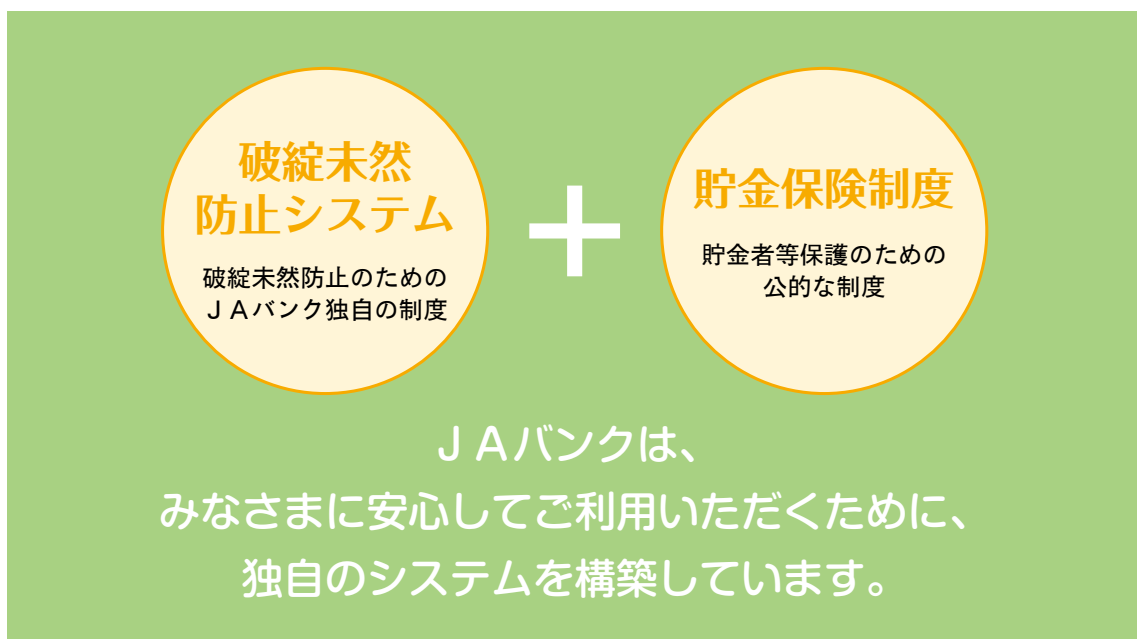 破綻未然
防止システム
破綻未然防止のための
ＪＡバンク独自の制度
＋
貯金保険制度
貯金者等保護のための
公的な制度
ＪＡバンクは、
みなさまに安心してご利用いただくために、
独自のシステムを構築しています。